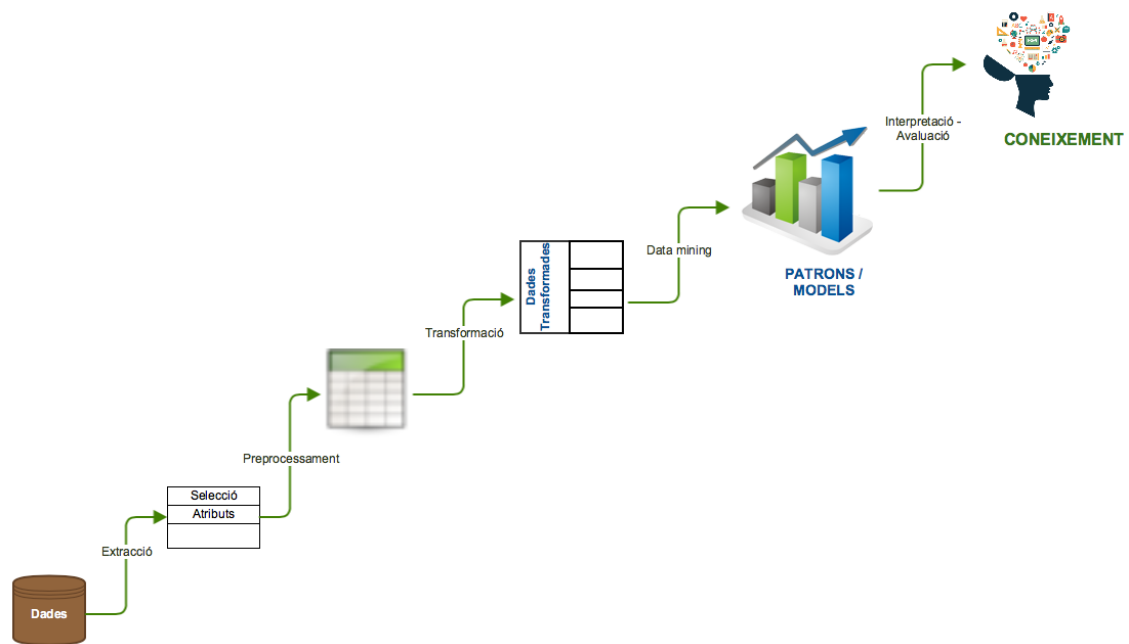 Dades
Extracció
Selecció
Atributs
Preprocessament
Transformació
Dades
Transformades
Data mining
PATRONS /
MODELS
Interpretació -
Avaluació
CONEIXEMENT